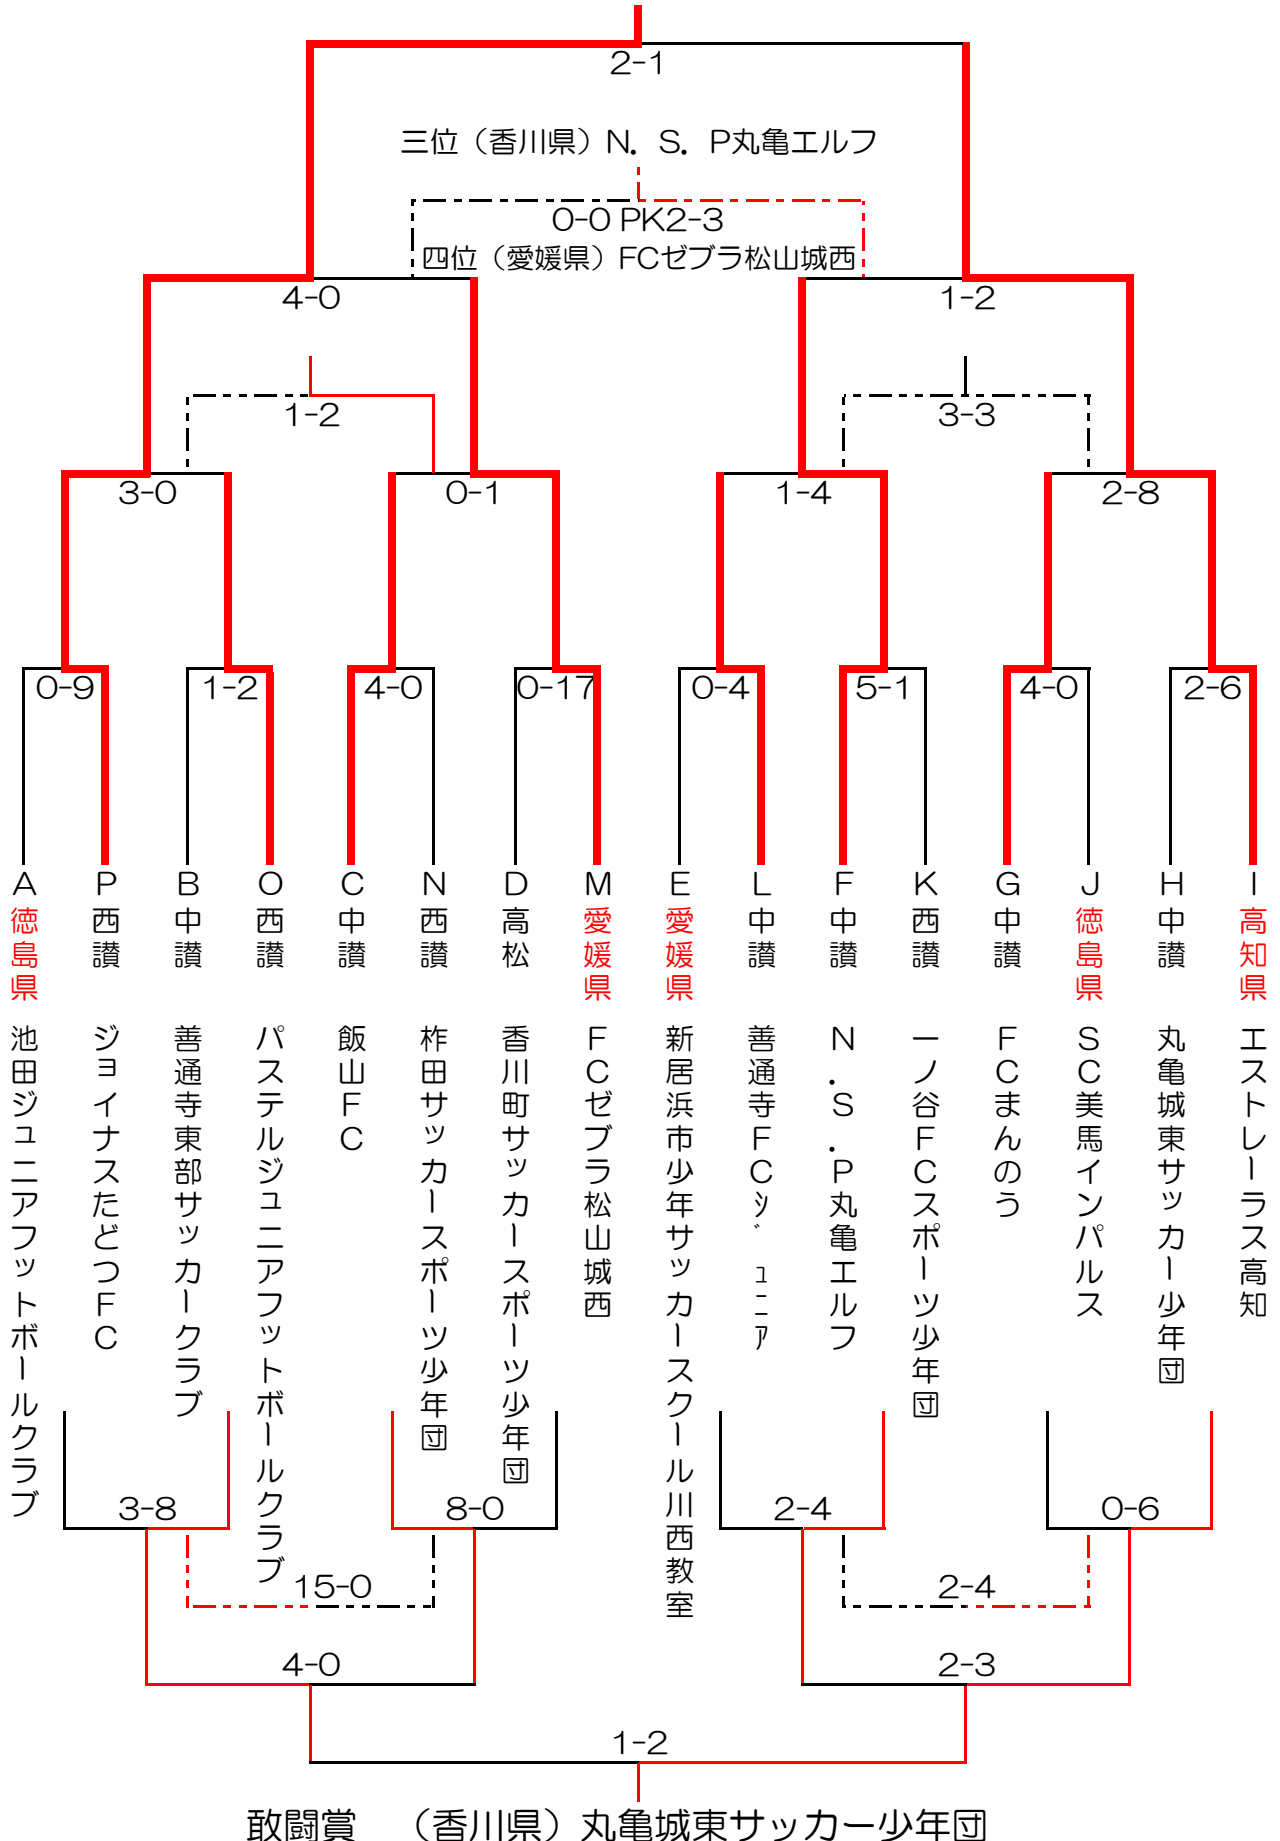 2-1
三位（香川県）N．S．P丸亀エルフ
0-0 PK2-3
四位（愛媛県）FCゼブラ松山城西
4-0
1-2
1-2
3-3
3-0
0-1
1-4
2-8
0-9
1-2
4-0
0-17
0-4
5-1
4-0
2-6
A 徳島県 池田ジュニアフットボールクラブ
P 西讃 ジョイナスたどつFC
B 中讃 善通寺東部サッカークラブ
O 西讃 パステルジュニアフットボールクラブ
C 中讃 飯山FC
N 西讃 柞田サッカースポーツ少年団
D 高松 香川町サッカースポーツ少年団
M 愛媛県 FCゼブラ松山城西
E 愛媛県 新居浜市少年サッカースクール川西教室
L 中讃 善通寺FCｼﾞｭﾆｱ
F 中讃 N．S．P丸亀エルフ
K 西讃 一ノ谷FCスポーツ少年団
G 中讃 FCまんのう
J 徳島県 SC美馬インパルス
H 中讃 丸亀城東サッカー少年団
I 高知県 エストレーラス高知
3-8
8-0
2-4
0-6
15-0
2-4
4-0
2-3
1-2
敢闘賞　（香川県）丸亀城東サッカー少年団